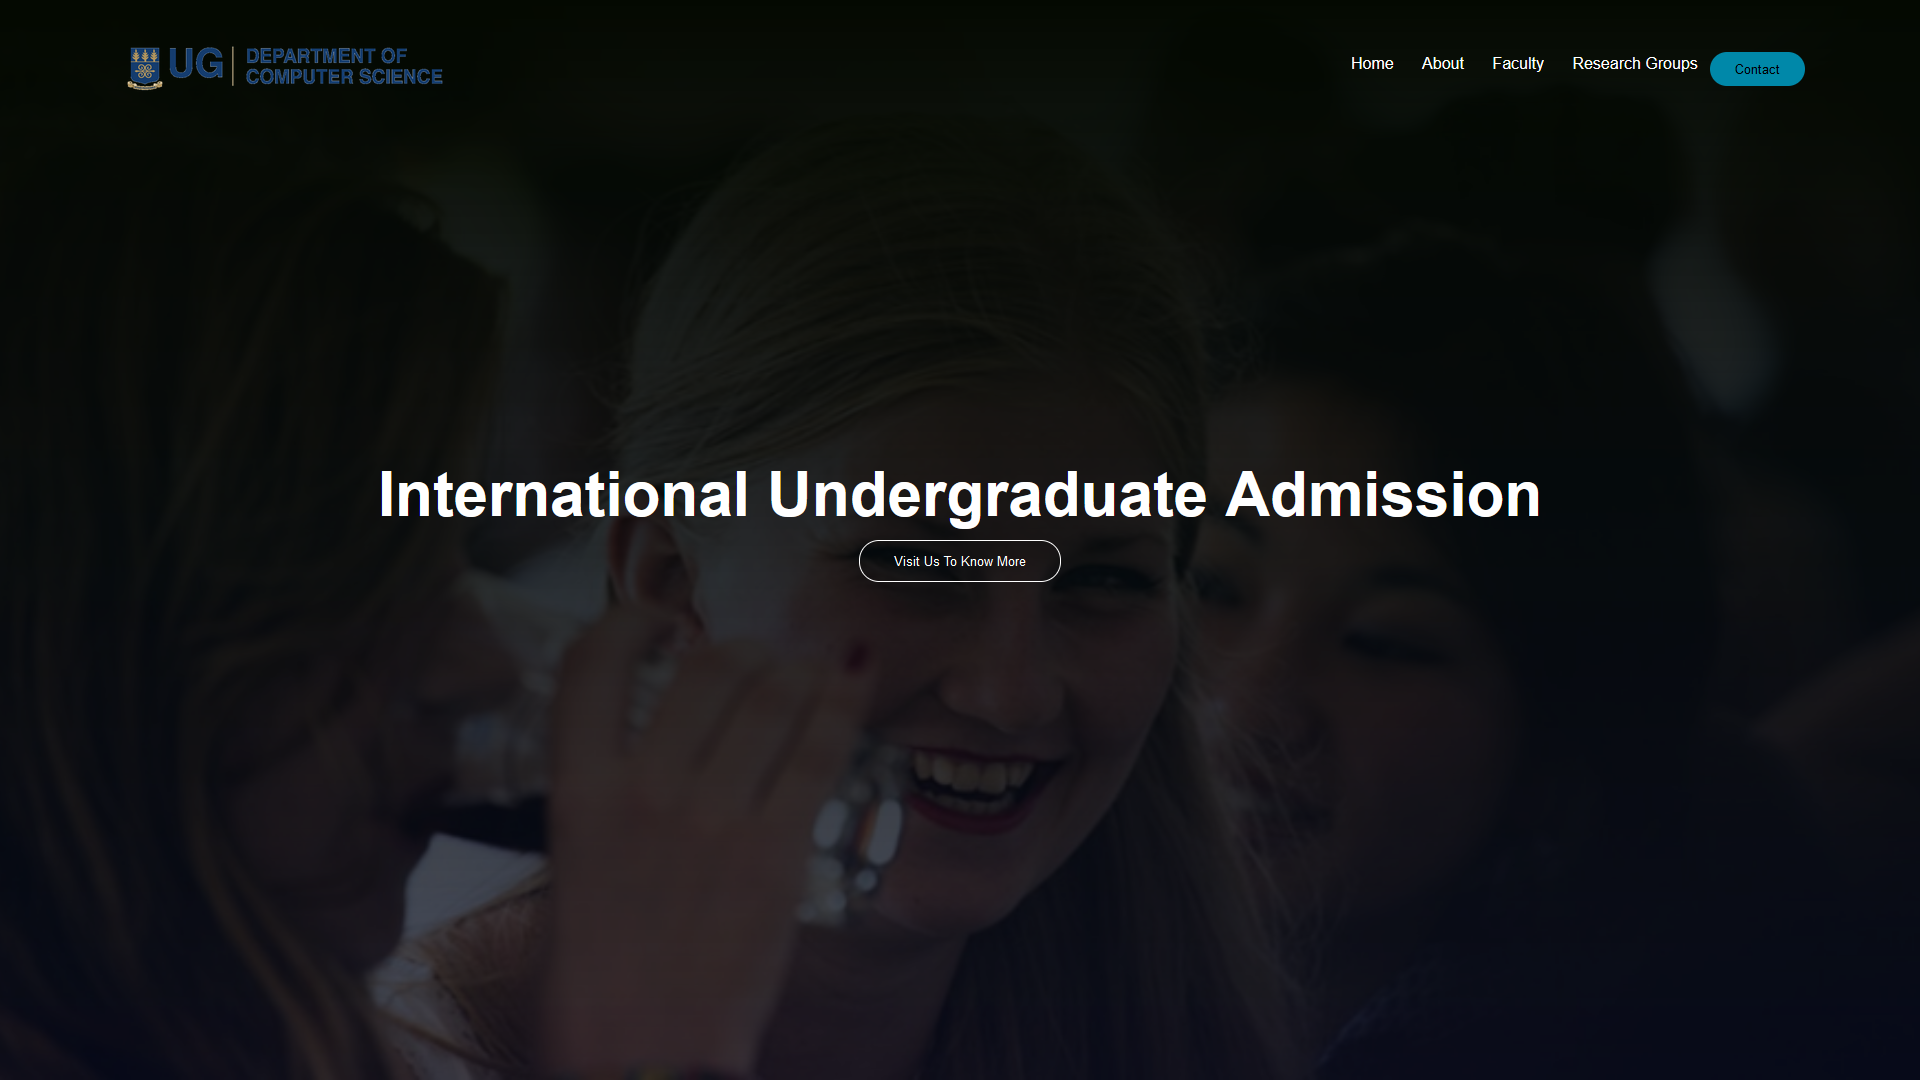 UG
DEPARTMENT OF
COMPUTER SCIENCE
Home
About
Faculty
Research Groups
Contact
International Undergraduate Admission
Visit Us To Know More